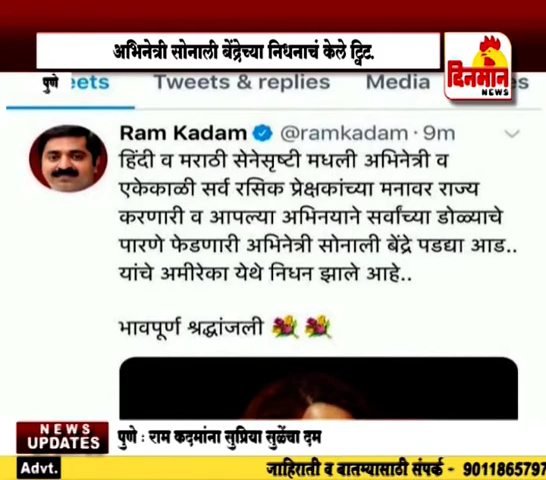 अभिनेत्री सोनाली बेंद्रेच्या निधनाचं केले ट्विट.
दिनमान
NEWS
पुणे
ets Tweets & replies Media es
Ram Kadam @ramkadam · 9m
हिंदी व मराठी सेनेसृष्टी मधली अभिनेत्री व
एकेकाळी सर्व रसिक प्रेक्षकांच्या मनावर राज्य
करणारी व आपल्या अभिनयाने सर्वांच्या डोळ्याचे
पारणे फेडणारी अभिनेत्री सोनाली बेंद्रे पडद्या आड..
यांचे अमीरेका येथे निधन झाले आहे..
भावपूर्ण श्रद्धांजली 💐 💐
NEWS
UPDATES
पुणे : राम कदमांना सुप्रिया सुळेंचा दम
Advt.
जाहिराती व बातम्यासाठी संपर्क - 9011865797